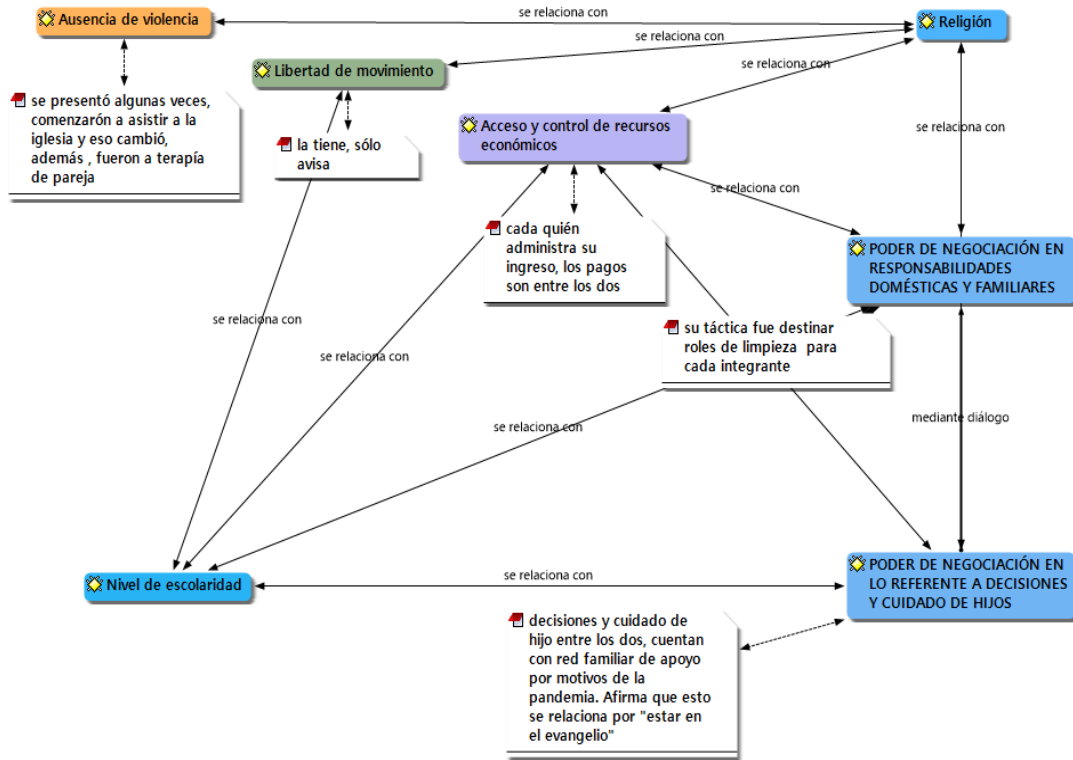 Ausencia de violencia
se relaciona con
Religión
se relaciona con
Libertad de movimiento
se relaciona con
se presentó algunas veces,
comenzarón a asistir a la
iglesia y eso cambió,
además , fueron a terapía
de pareja
la tiene, sólo
avisa
Acceso y control de recursos
económicos
se relaciona con
se relaciona con
cada quién
administra su
ingreso, los pagos
son entre los dos
PODER DE NEGOCIACIÓN EN
RESPONSABILIDADES
DOMÉSTICAS Y FAMILIARES
se relaciona con
su táctica fue destinar
roles de limpieza para
cada integrante
se relaciona con
mediante diálogo
se relaciona con
Nivel de escolaridad
se relaciona con
PODER DE NEGOCIACIÓN EN
LO REFERENTE A DECISIONES
Y CUIDADO DE HIJOS
decisiones y cuidado de
hijo entre los dos, cuentan
con red familiar de apoyo
por motivos de la
pandemia. Afirma que esto
se relaciona por "estar en
el evangelio"